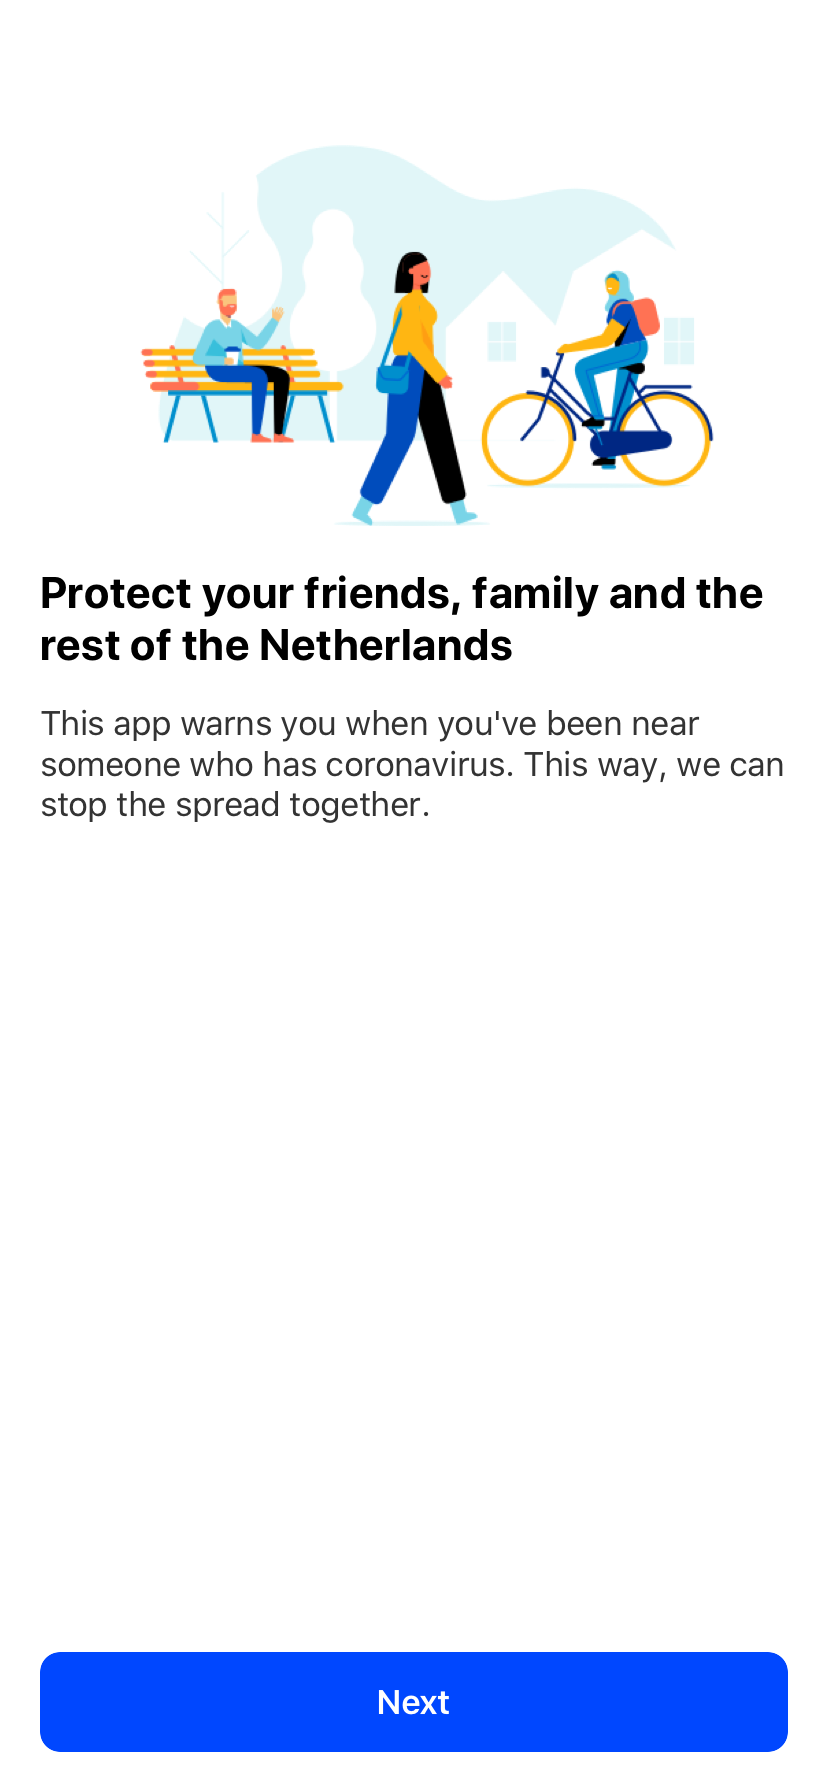 Protect your friends, family and the
rest of the Netherlands
This app warns you when you've been near
someone who has coronavirus. This way, we can
stop the spread together.
Next